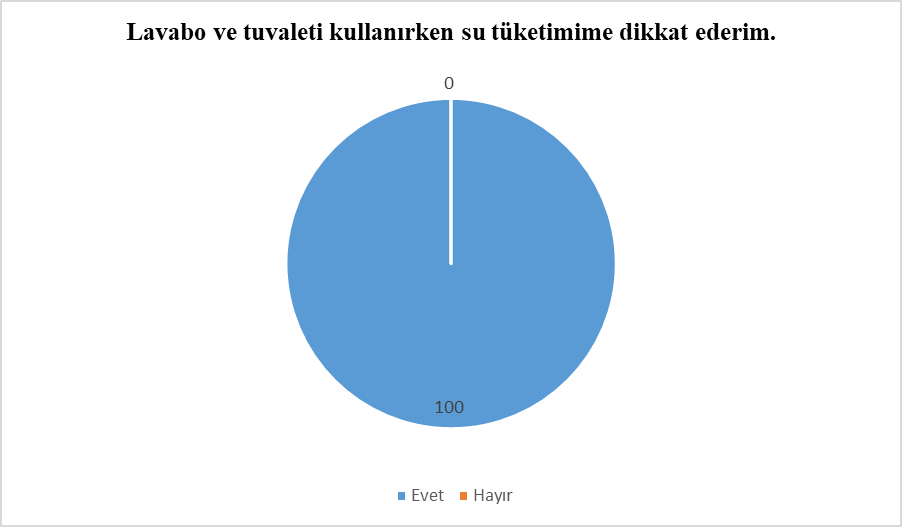 Lavabo ve tuvaleti kullanırken su tüketimime dikkat ederim.
0
100
Evet Hayır